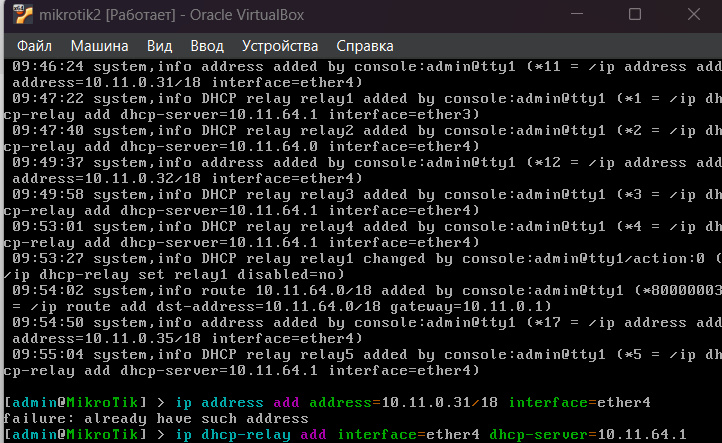 mikrotik2 [Работает] - Oracle VirtualBox
Файл Машина Вид Ввод Устройства Справка
09:46:24 system,info address added by console:admin@tty1 (*11 = /ip address add
address=10.11.0.31/18 interface=ether4)
09:47:22 system,info DHCP relay relay1 added by console:admin@tty1 (*1 = /ip dh
cp-relay add dhcp-server=10.11.64.1 interface=ether3)
09:47:40 system,info DHCP relay relay2 added by console:admin@tty1 (*2 = /ip dh
cp-relay add dhcp-server=10.11.64.0 interface=ether4)
09:49:37 system,info address added by console:admin@tty1 (*12 = /ip address add
address=10.11.0.32/18 interface=ether4)
09:49:58 system,info DHCP relay relay3 added by console:admin@tty1 (*3 = /ip dh
cp-relay add dhcp-server=10.11.64.1 interface=ether4)
09:53:01 system,info DHCP relay relay4 added by console:admin@tty1 (*4 = /ip dh
cp-relay add dhcp-server=10.11.64.1 interface=ether4)
09:53:27 system,info DHCP relay relay1 changed by console:admin@tty1/action:0 (
/ip dhcp-relay set relay1 disabled=no)
09:54:02 system,info route 10.11.64.0/18 added by console:admin@tty1 (*80000003
= /ip route add dst-address=10.11.64.0/18 gateway=10.11.0.1)
09:54:50 system,info address added by console:admin@tty1 (*17 = /ip address add
address=10.11.0.35/18 interface=ether4)
09:55:04 system,info DHCP relay relay5 added by console:admin@tty1 (*5 = /ip dh
cp-relay add dhcp-server=10.11.64.1 interface=ether4)
[admin@MikroTik] > ip address add address=10.11.0.31/18 interface=ether4
failure: already have such address
[admin@MikroTik] > ip dhcp-relay add interface=ether4 dhcp-server=10.11.64.1